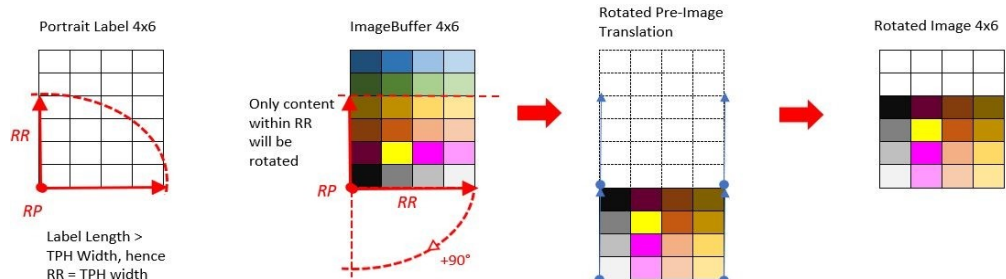 Portrait Label 4x6
RR
RP
Label Length >
TPH Width, hence
RR = TPH width
ImageBuffer 4x6
Only content
within RR
will be
rotated
RP
RR
+90°
Rotated Pre-Image
Translation
Rotated Image 4x6